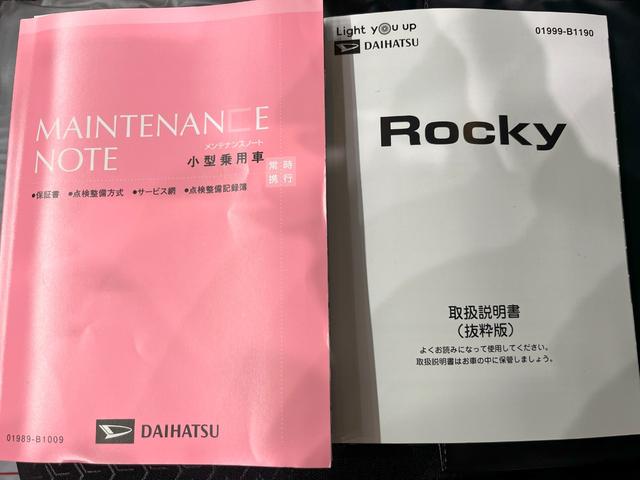 MAINTENANCE
NOTE
メンテナンスノート
小型乗用車
常時
携行
●保証書 ●点検整備方式 ●サービス網 ●点検整備記録簿
01989-B1009
DAIHATSU
Light you up
DAIHATSU
01999-B1190
Rocky
取扱説明書
(抜粋版)
よくお読みになって使用してください。
取扱説明書はお車の中に保管しましょう。